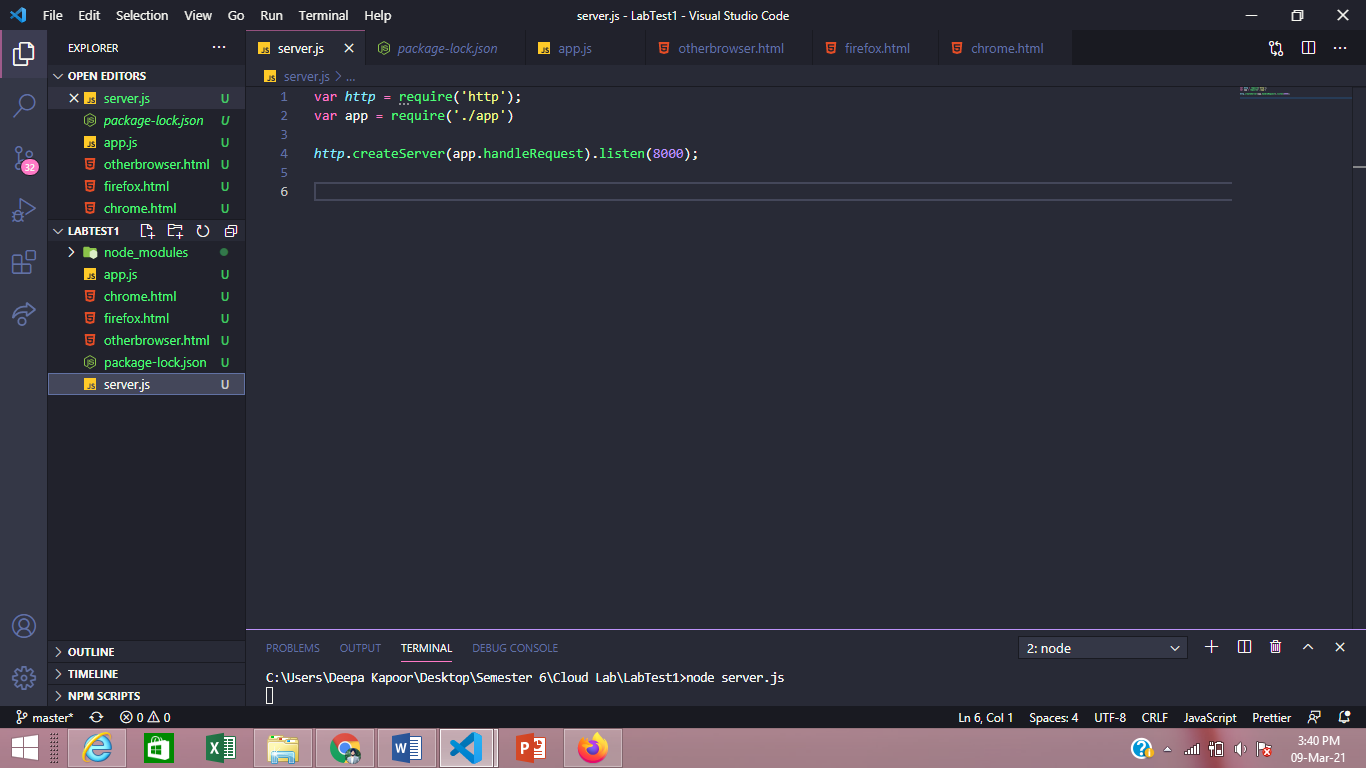 File Edit Selection View Go Run Terminal Help
server.js - LabTest1 - Visual Studio Code
EXPLORER
OPEN EDITORS
server.js U
package-lock.json U
app.js U
otherbrowser.html U
firefox.html U
chrome.html U
LABTEST1
node_modules
app.js U
chrome.html U
firefox.html U
otherbrowser.html U
package-lock.json U
server.js U
OUTLINE
TIMELINE
NPM SCRIPTS
32
server.js package-lock.json app.js otherbrowser.html firefox.html chrome.html
server.js > ...
1 var http = require('http');
2 var app = require('./app')
3
4 http.createServer(app.handleRequest).listen(8000);
5
6
PROBLEMS OUTPUT TERMINAL DEBUG CONSOLE
2: node
C:\Users\Deepa Kapoor\Desktop\Semester 6\Cloud Lab\LabTest1>node server.js
master* 0 0
Ln 6, Col 1 Spaces: 4 UTF-8 CRLF JavaScript Prettier
3:40 PM
09-Mar-21